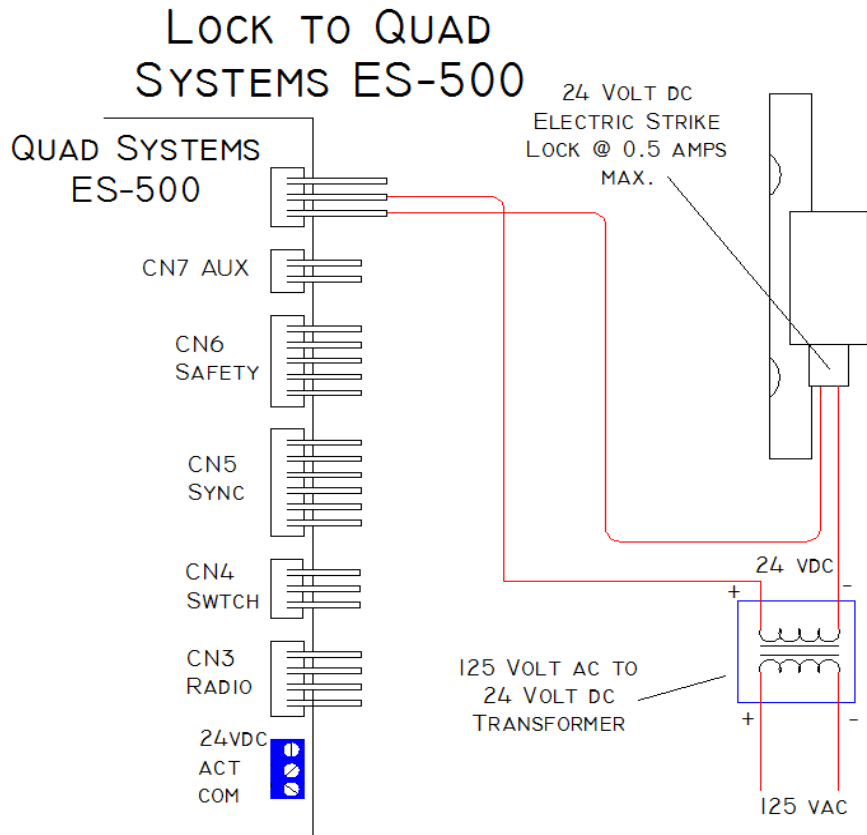 LOCK TO QUAD
SYSTEMS ES-500
QUAD SYSTEMS
ES-500
24 VOLT DC
ELECTRIC STRIKE
LOCK @ 0.5 AMPS
MAX.
CN7 AUX
CN6
SAFETY
CN5
SYNC
CN4
SWTCH
CN3
RADIO
24VDC
ACT
COM
24 VDC
+
-
125 VOLT AC TO
24 VOLT DC
TRANSFORMER
+
-
125 VAC